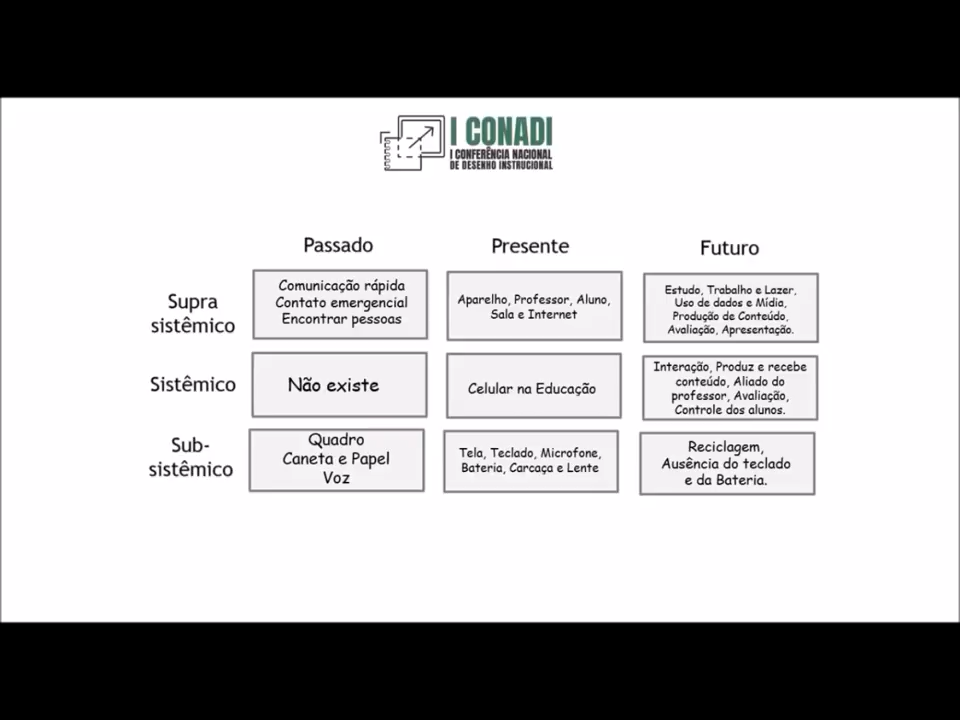 I CONADI
I CONFERÊNCIA NACIONAL
DE DESENHO INSTRUCIONAL
Passado
Presente
Futuro
Supra
sistêmico
Comunicação rápida
Contato emergencial
Encontrar pessoas
Aparelho, Professor, Aluno,
Sala e Internet
Estudo, Trabalho e Lazer,
Uso de dados e Mídia,
Produção de Conteúdo,
Avaliação, Apresentação.
Sistêmico
Não existe
Celular na Educação
Interação, Produz e recebe
conteúdo, Aliado do
professor, Avaliação,
Controle dos alunos.
Sub-
sistêmico
Quadro
Caneta e Papel
Voz
Tela, Teclado, Microfone,
Bateria, Carcaça e Lente
Reciclagem,
Ausência do teclado
e da Bateria.